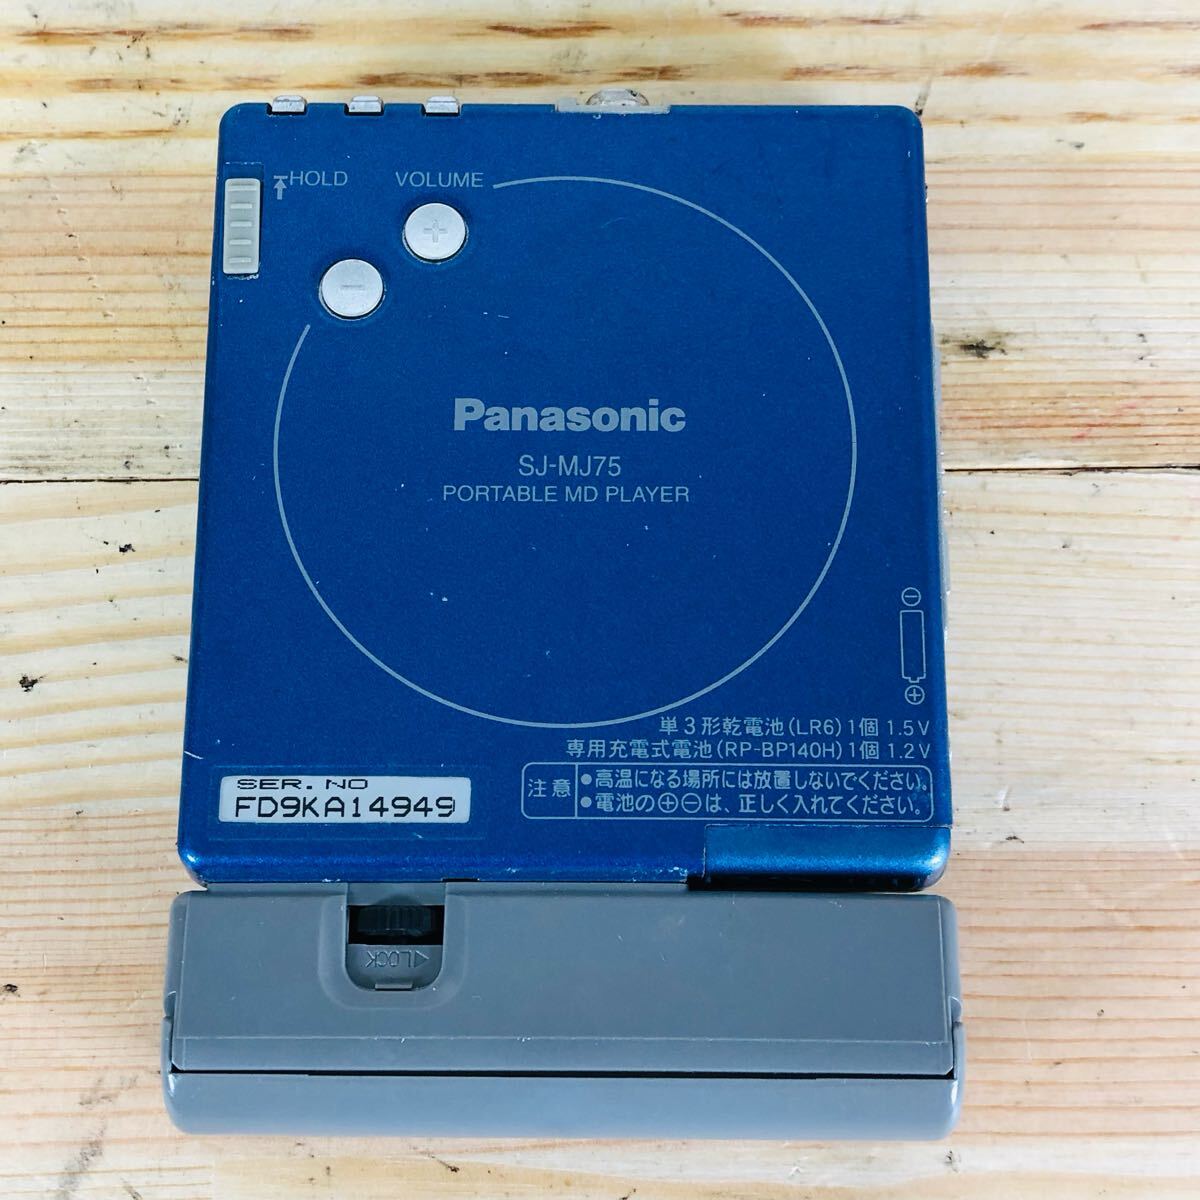 HOLD
VOLUME
+
−
Panasonic
SJ-MJ75
PORTABLE MD PLAYER
⊖
⊕
単3形乾電池(LR6)1個 1.5V
専用充電式電池(RP-BP140H)1個 1.2V
注意
●高温になる場所には放置しないでください。
●電池の⊕⊖は、正しく入れてください。
SER. NO
FD9KA14949
◁LOCK